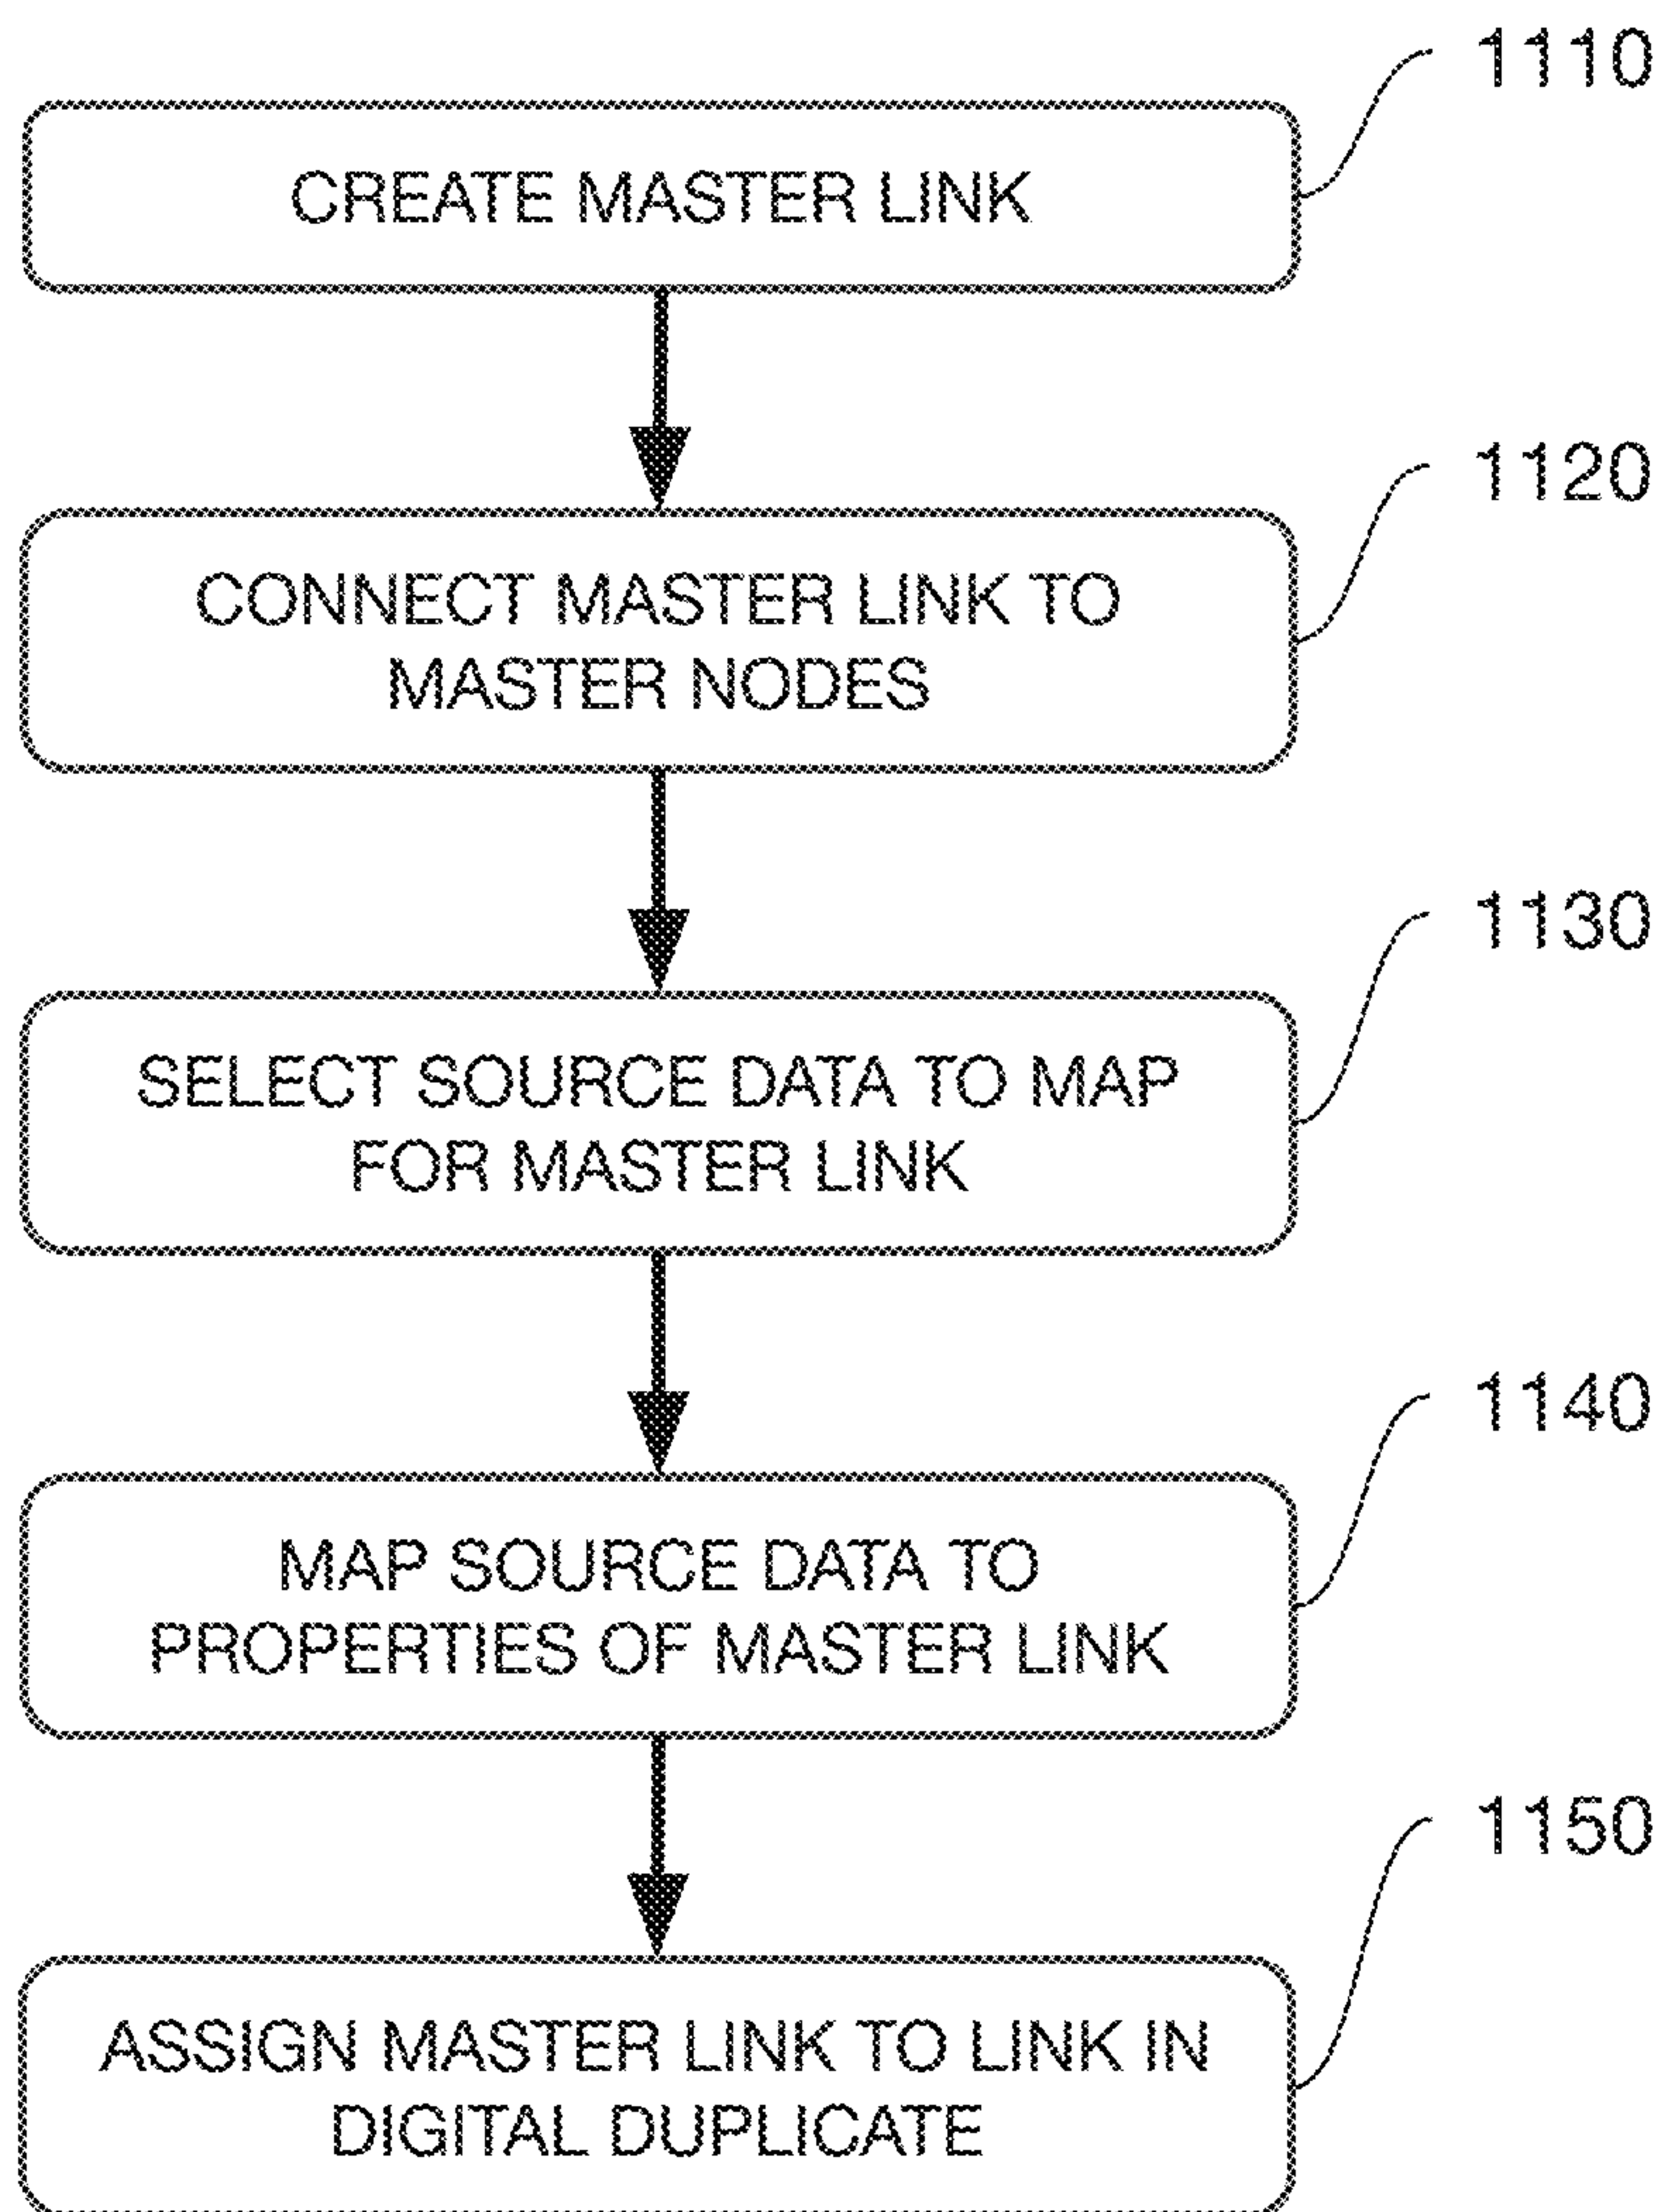 1110
CREATE MASTER LINK
1120
CONNECT MASTER LINK TO
MASTER NODES
1130
SELECT SOURCE DATA TO MAP
FOR MASTER LINK
1140
MAP SOURCE DATA TO
PROPERTIES OF MASTER LINK
1150
ASSIGN MASTER LINK TO LINK IN
DIGITAL DUPLICATE